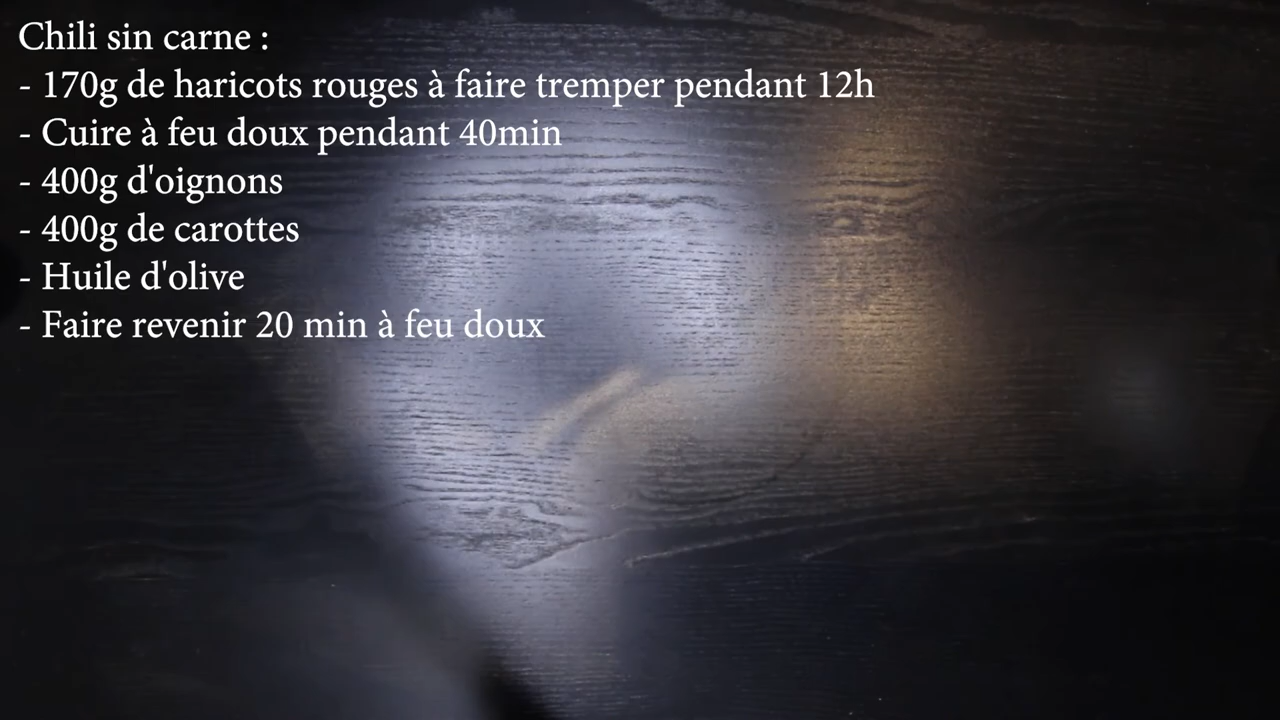 Chili sin carne :
- 170g de haricots rouges à faire tremper pendant 12h
- Cuire à feu doux pendant 40min
- 400g d'oignons
- 400g de carottes
- Huile d'olive
- Faire revenir 20 min à feu doux